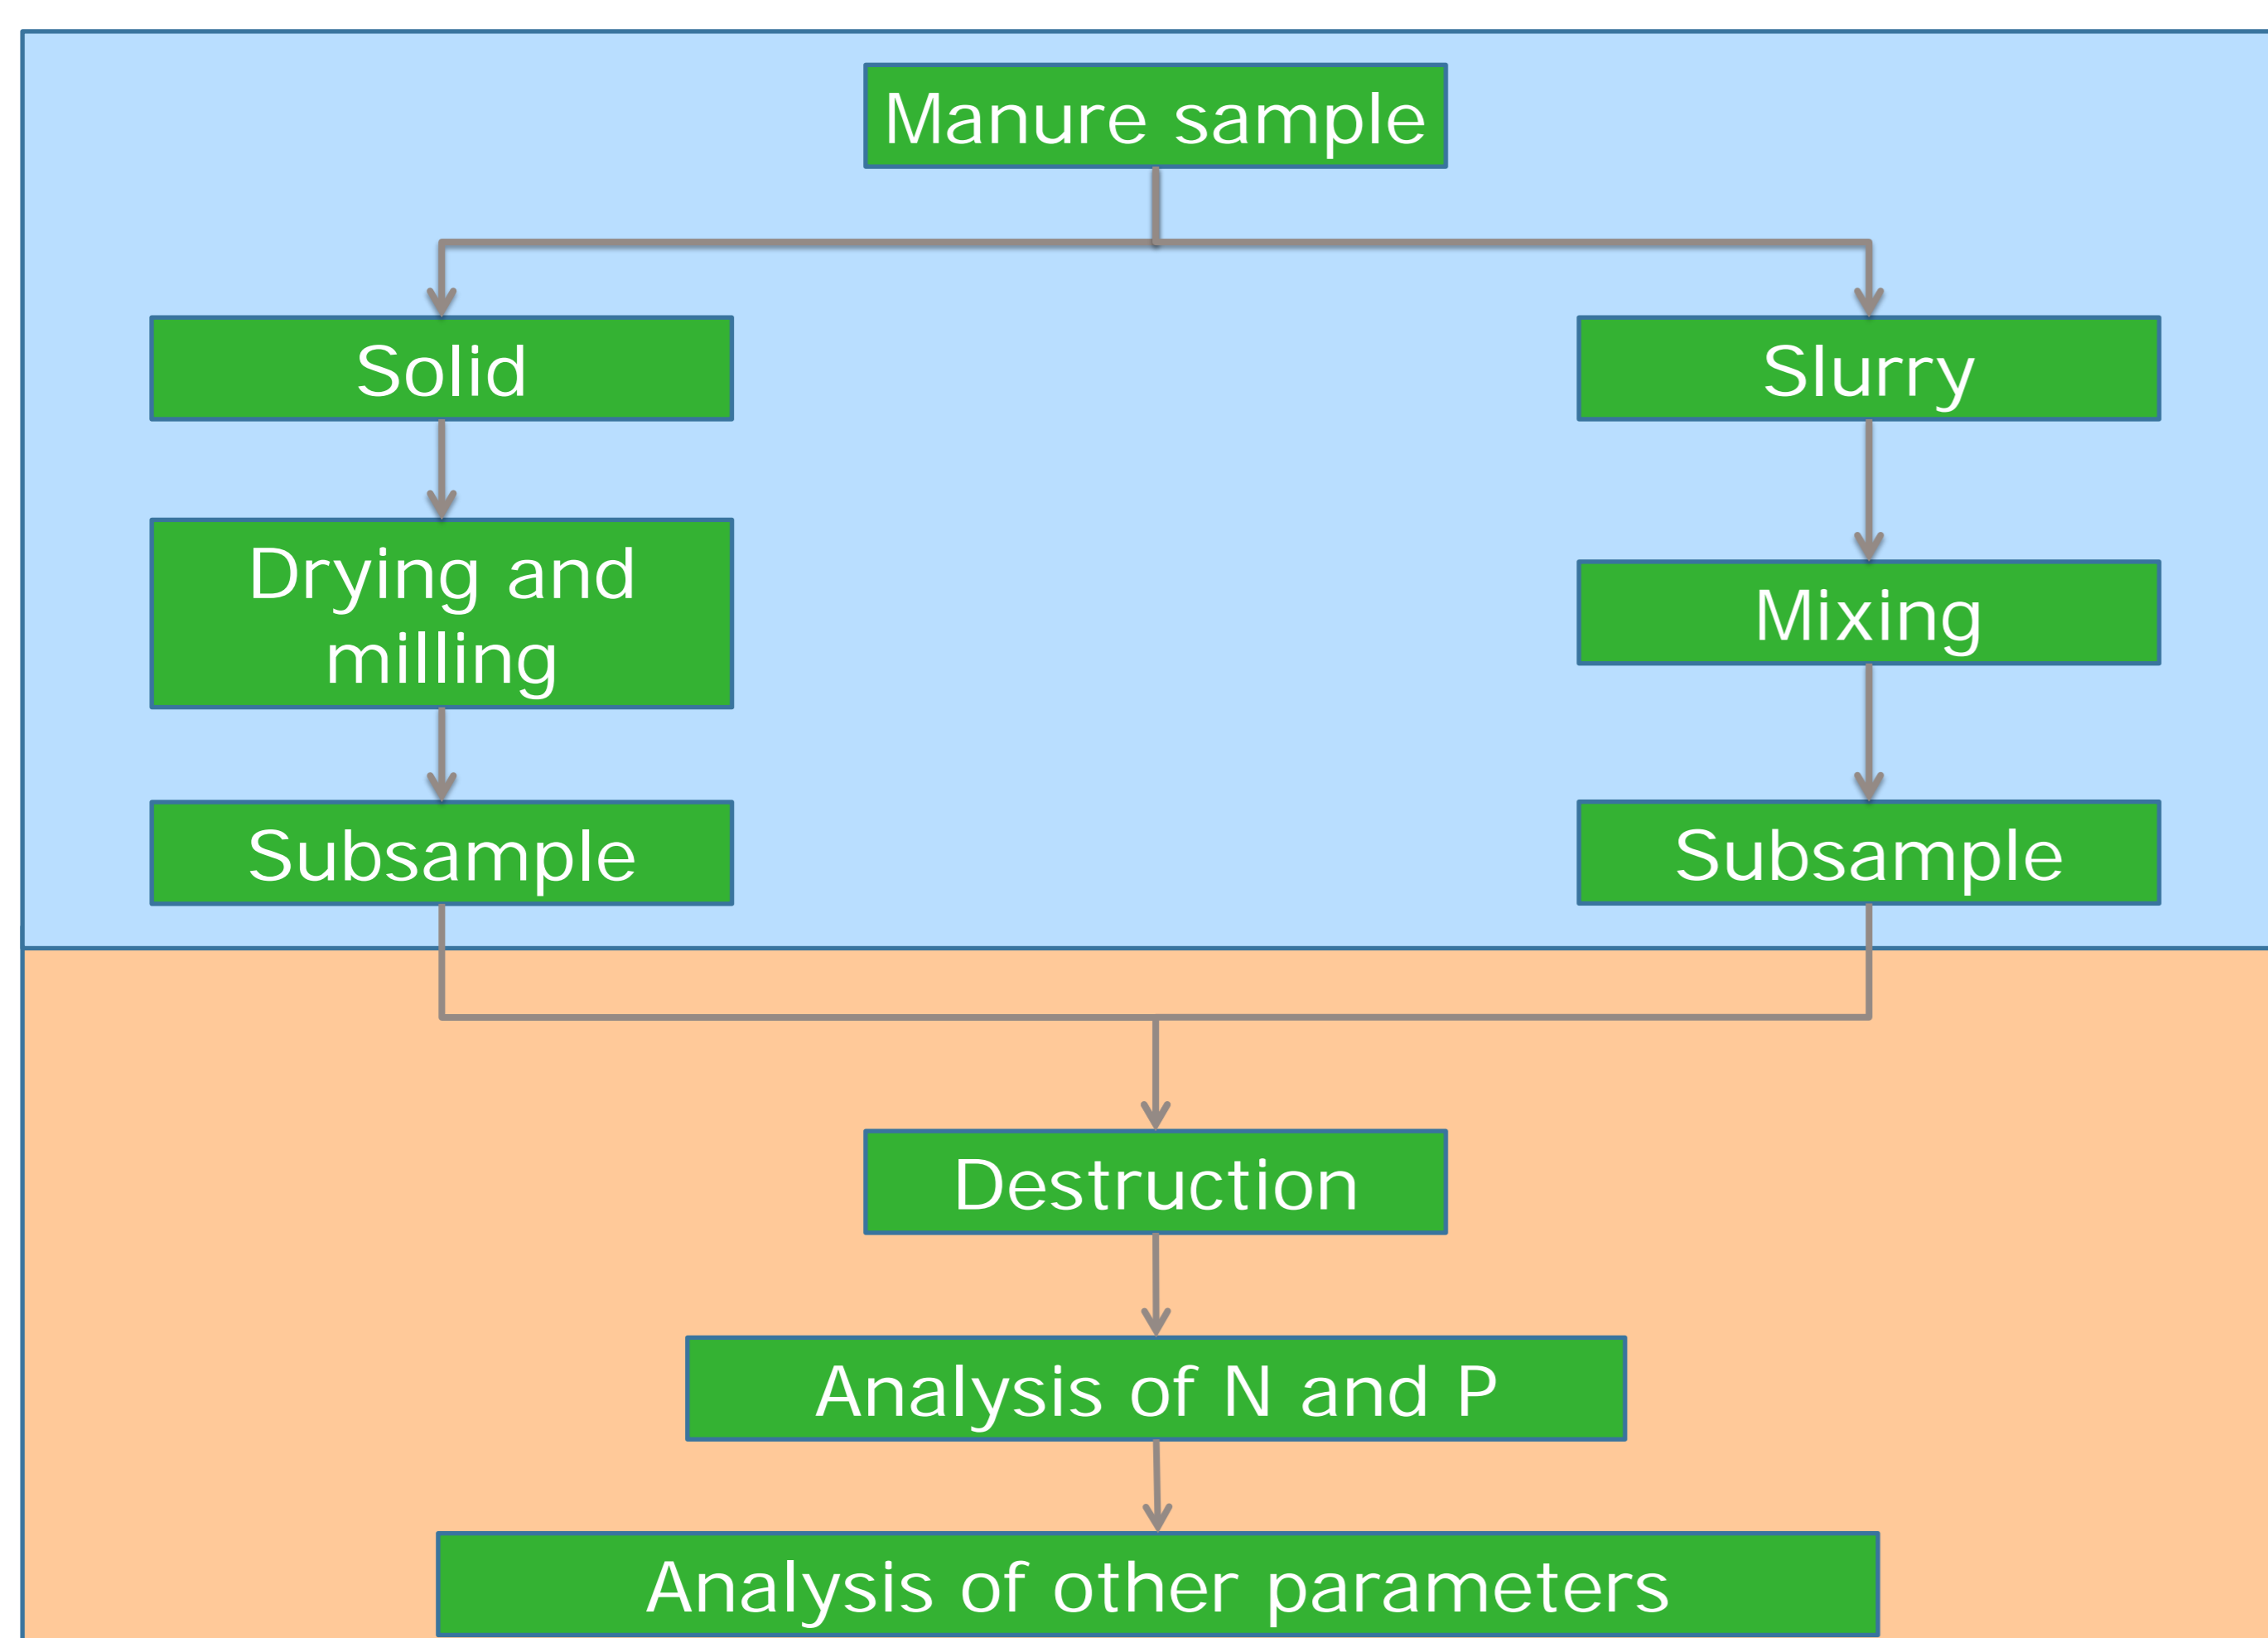 Manure sample
Solid
Slurry
Drying and
milling
Mixing
Subsample
Subsample
Destruction
Analysis of N and P
Analysis of other parameters